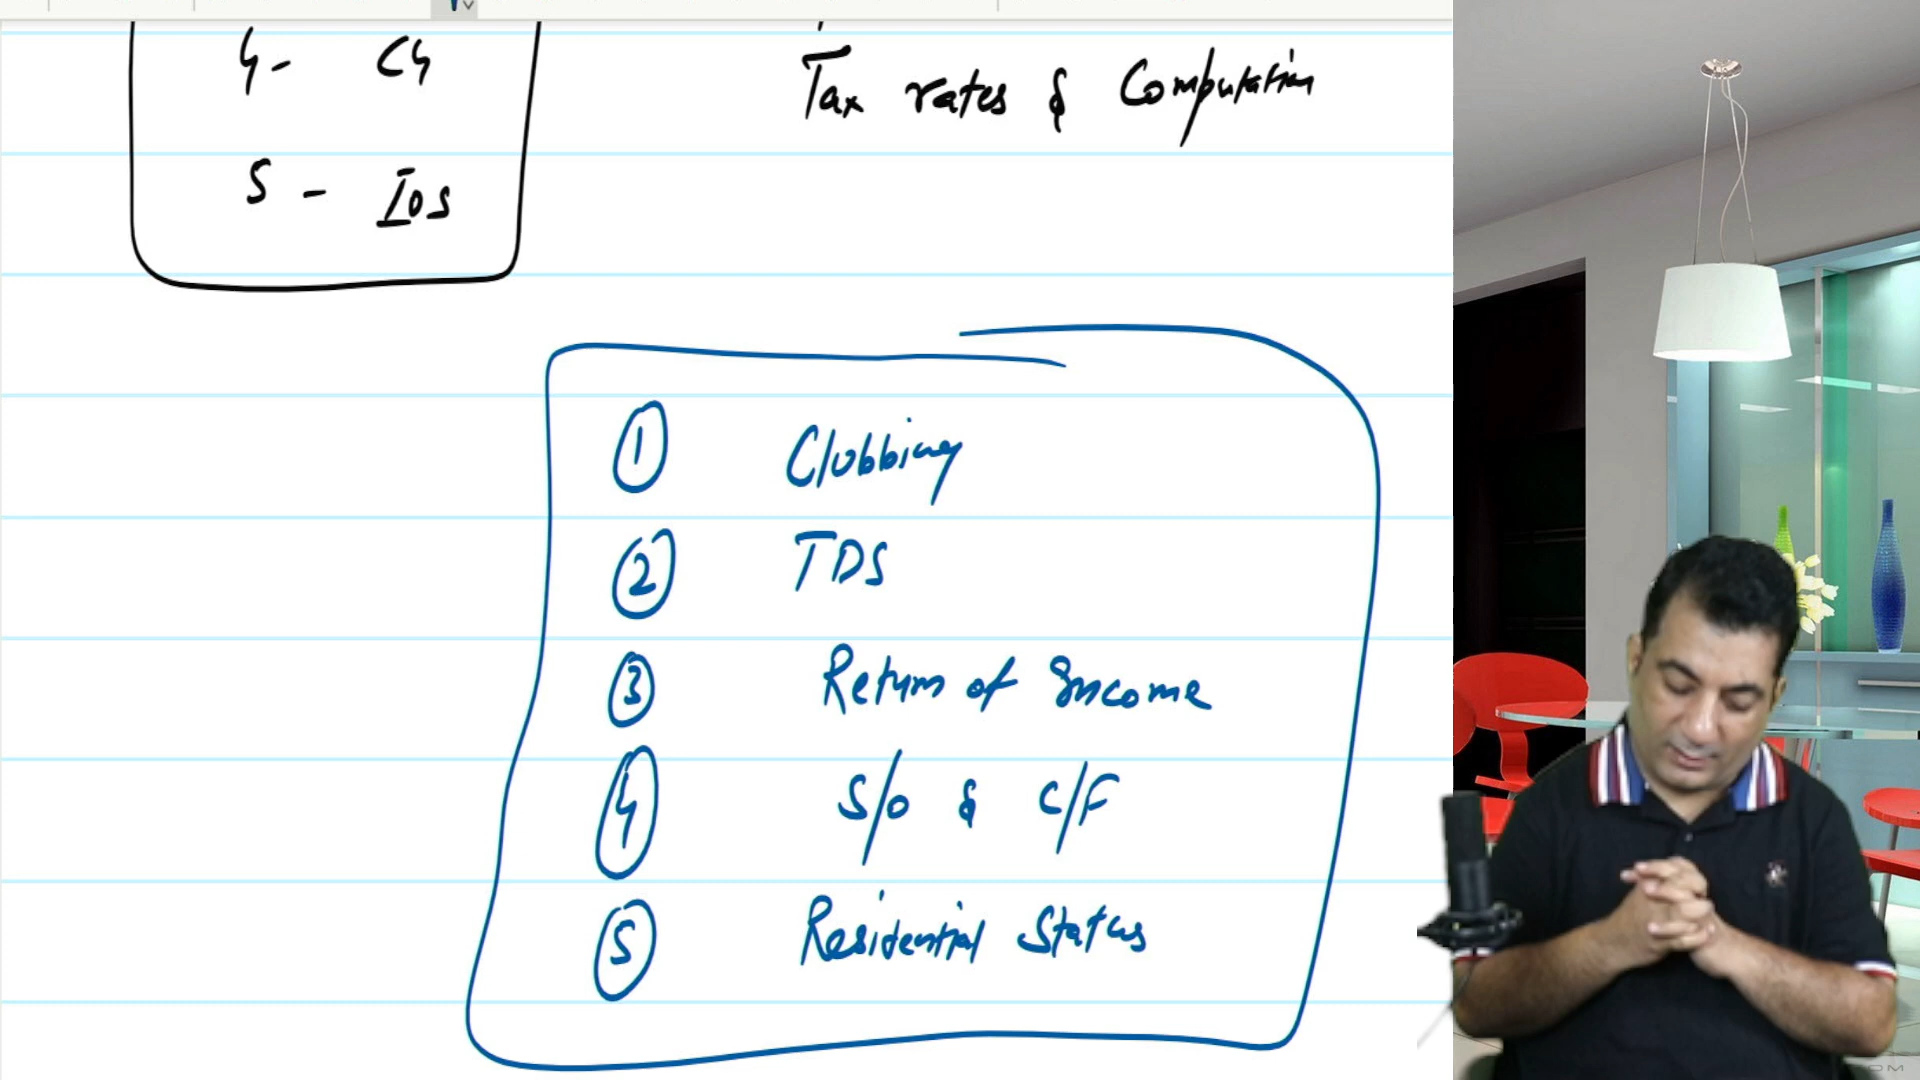 4 - CG
Tax rates & Computation
5 - IOS
1 Clubbing
2 TDS
3 Return of Income
4 S/O & C/F
5 Residential Status
OM